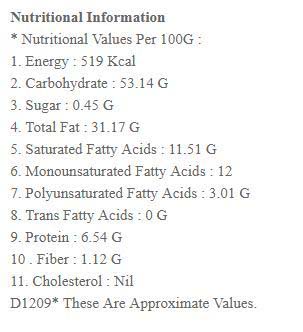 Nutritional Information
* Nutritional Values Per 100G :
1. Energy : 519 Kcal
2. Carbohydrate : 53.14 G
3. Sugar : 0.45 G
4. Total Fat : 31.17 G
5. Saturated Fatty Acids : 11.51 G
6. Monounsaturated Fatty Acids : 12
7. Polyunsaturated Fatty Acids : 3.01 G
8. Trans Fatty Acids : 0 G
9. Protein : 6.54 G
10 . Fiber : 1.12 G
11. Cholesterol : Nil
D1209* These Are Approximate Values.